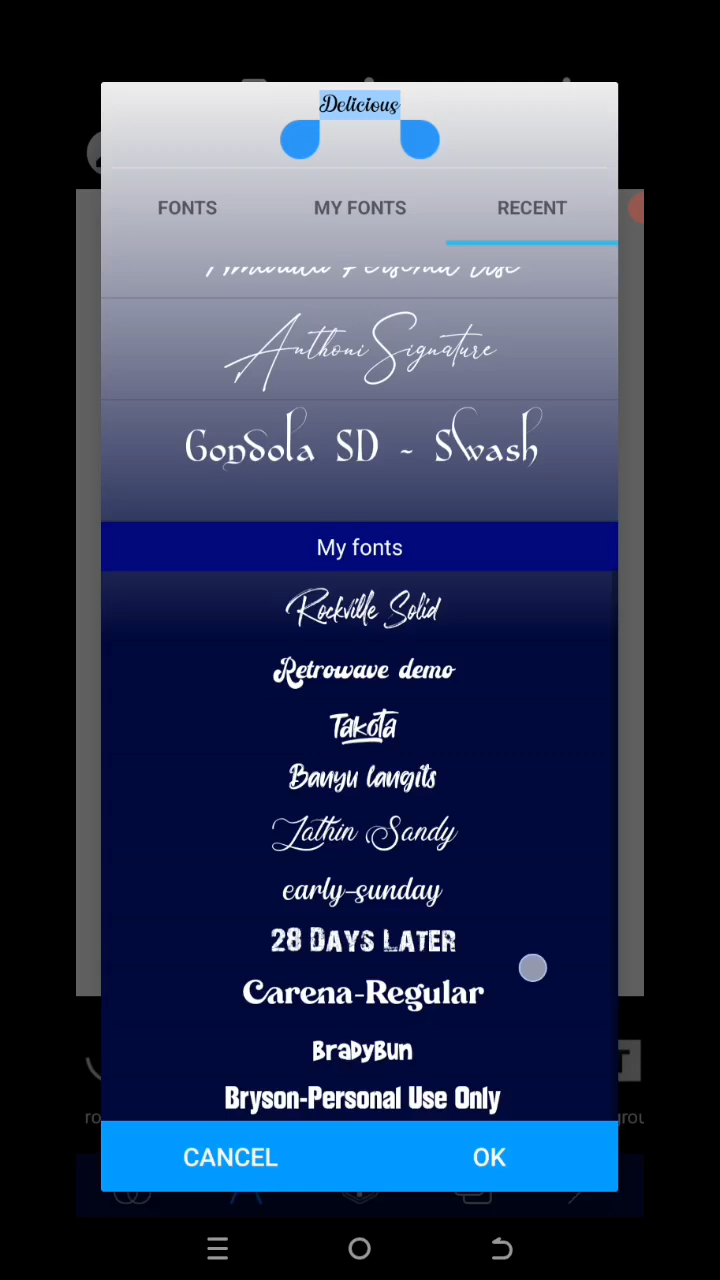 Delicious
FONTS MY FONTS RECENT
Anthoni Signature
Gondola SD - Swash
My fonts
Rockville Solid
Retrowave demo
Takota
Banyu langits
Lathin Sandy
early-sunday
28 Days Later
Carena-Regular
BradyBun
Bryson-Personal Use Only
CANCEL OK